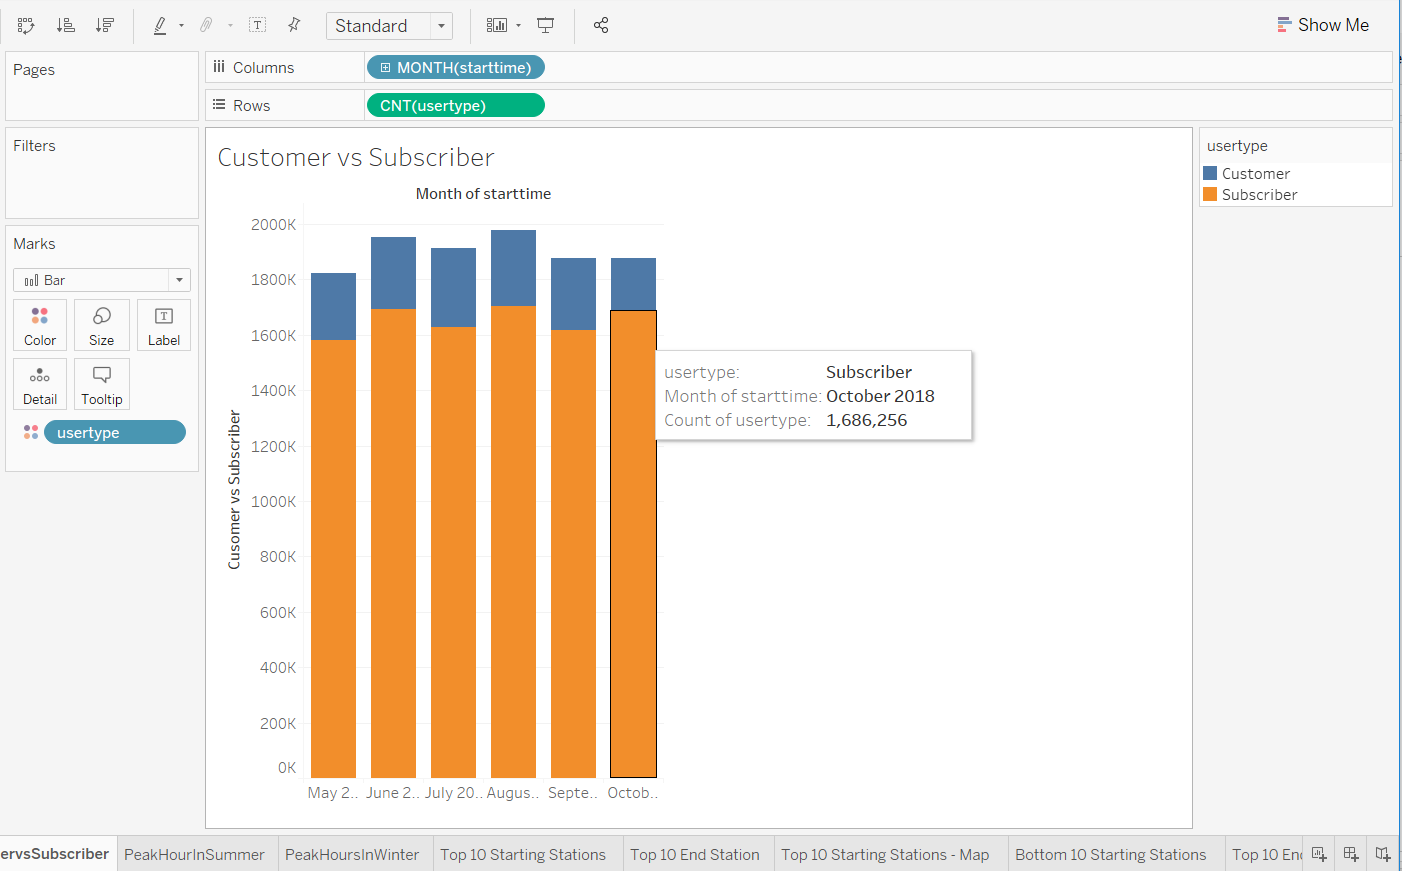 Standard
Show Me
Pages
Columns
MONTH(starttime)
Rows
CNT(usertype)
Filters
Marks
Bar
Color
Size
Label
Detail
Tooltip
usertype
Customer vs Subscriber
Month of starttime
2000K
1800K
1600K
1400K
1200K
1000K
800K
600K
400K
200K
0K
Cusomer vs Subscriber
May 2.. June 2.. July 20.. Augus.. Septe.. Octob..
usertype: Subscriber
Month of starttime: October 2018
Count of usertype: 1,686,256
usertype
Customer
Subscriber
ervsSubscriber PeakHourInSummer PeakHoursInWinter Top 10 Starting Stations Top 10 End Station Top 10 Starting Stations - Map Bottom 10 Starting Stations Top 10 End